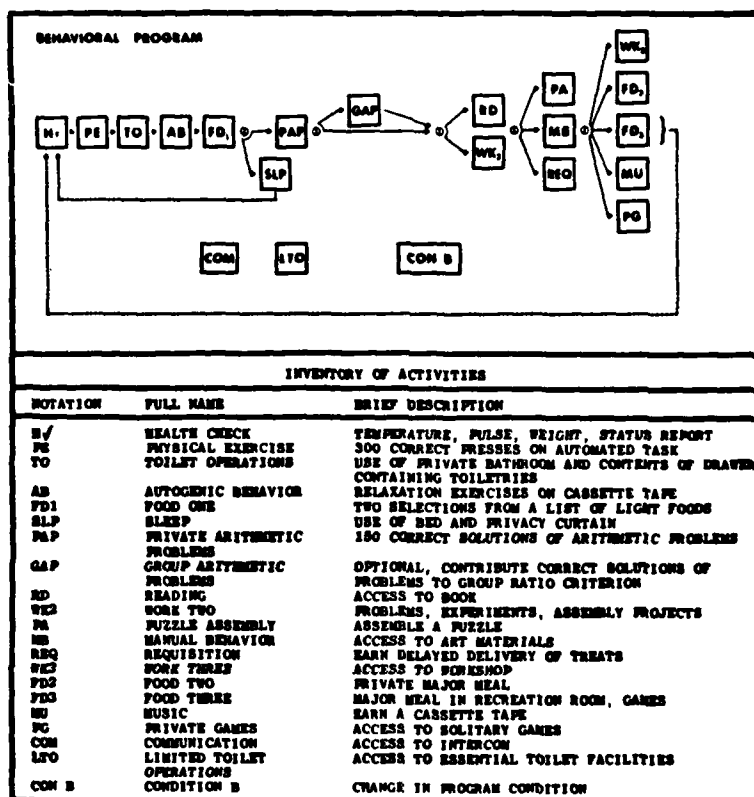 BEHAVIORAL PROGRAM
WK3
PA
FD2
GAP
RD
H√ PE TO AB FD1 PAP MB FD3
WK2
SLP REQ MU
PG
COM LTO CON B
INVENTORY OF ACTIVITIES
NOTATION FULL NAME BRIEF DESCRIPTION
H√ HEALTH CHECK TEMPERATURE, PULSE, WEIGHT, STATUS REPORT
PE PHYSICAL EXERCISE 300 CORRECT PRESSES ON AUTOMATED TASK
TO TOILET OPERATIONS USE OF PRIVATE BATHROOM AND CONTENTS OF DRAWER
CONTAINING TOILETRIES
AB AUTOGENIC BEHAVIOR RELAXATION EXERCISES ON CASSETTE TAPE
FD1 FOOD ONE TWO SELECTIONS FROM A LIST OF LIGHT FOODS
SLP SLEEP USE OF BED AND PRIVACY CURTAIN
PAP PRIVATE ARITHMETIC 150 CORRECT SOLUTIONS OF ARITHMETIC PROBLEMS
PROBLEMS
GAP GROUP ARITHMETIC OPTIONAL, CONTRIBUTE CORRECT SOLUTIONS OF
PROBLEMS PROBLEMS TO GROUP RATIO CRITERION
RD READING ACCESS TO BOOK
WK2 WORK TWO PROBLEMS, EXPERIMENTS, ASSEMBLY PROJECTS
PA PUZZLE ASSEMBLY ASSEMBLE A PUZZLE
MB MANUAL BEHAVIOR ACCESS TO ART MATERIALS
REQ REQUISITION EARN DELAYED DELIVERY OF TREATS
WK3 WORK THREE ACCESS TO WORKSHOP
FD2 FOOD TWO PRIVATE MAJOR MEAL
FD3 FOOD THREE MAJOR MEAL IN RECREATION ROOM, GAMES
MU MUSIC EARN A CASSETTE TAPE
PG PRIVATE GAMES ACCESS TO SOLITARY GAMES
COM COMMUNICATION ACCESS TO INTERCOM
LTO LIMITED TOILET ACCESS TO ESSENTIAL TOILET FACILITIES
OPERATIONS
CON B CONDITION B CHANGE IN PROGRAM CONDITION